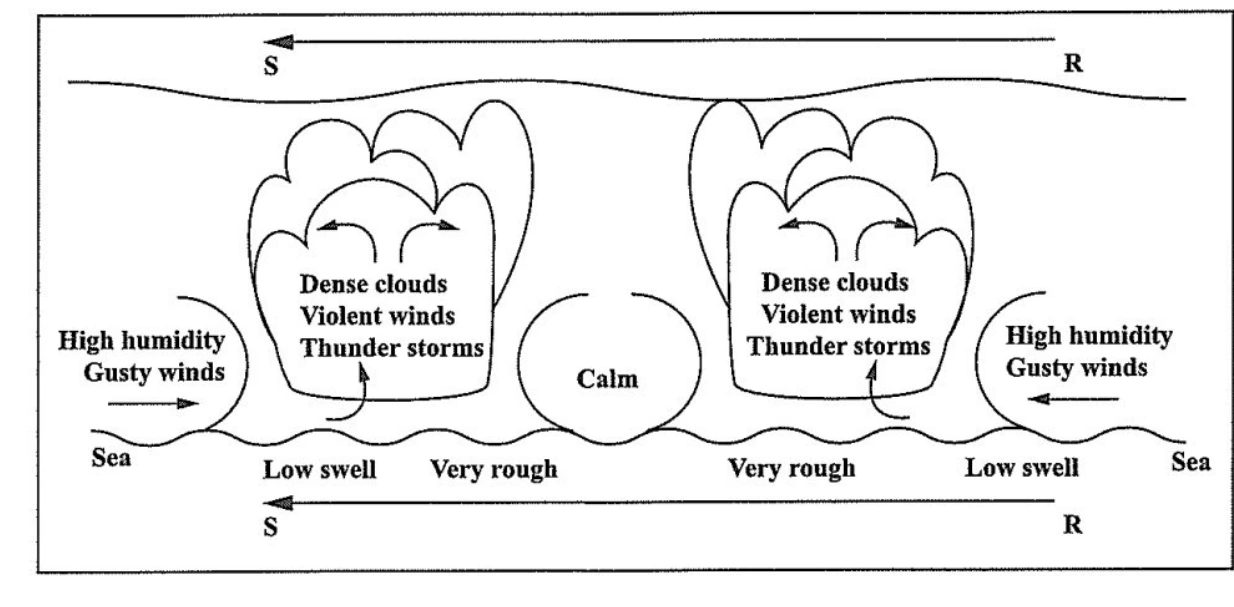 S
R
Dense clouds
Violent winds
Thunder storms
Dense clouds
Violent winds
Thunder storms
High humidity
Gusty winds
Calm
High humidity
Gusty winds
Sea
Low swell
Very rough
Very rough
Low swell
Sea
S
R